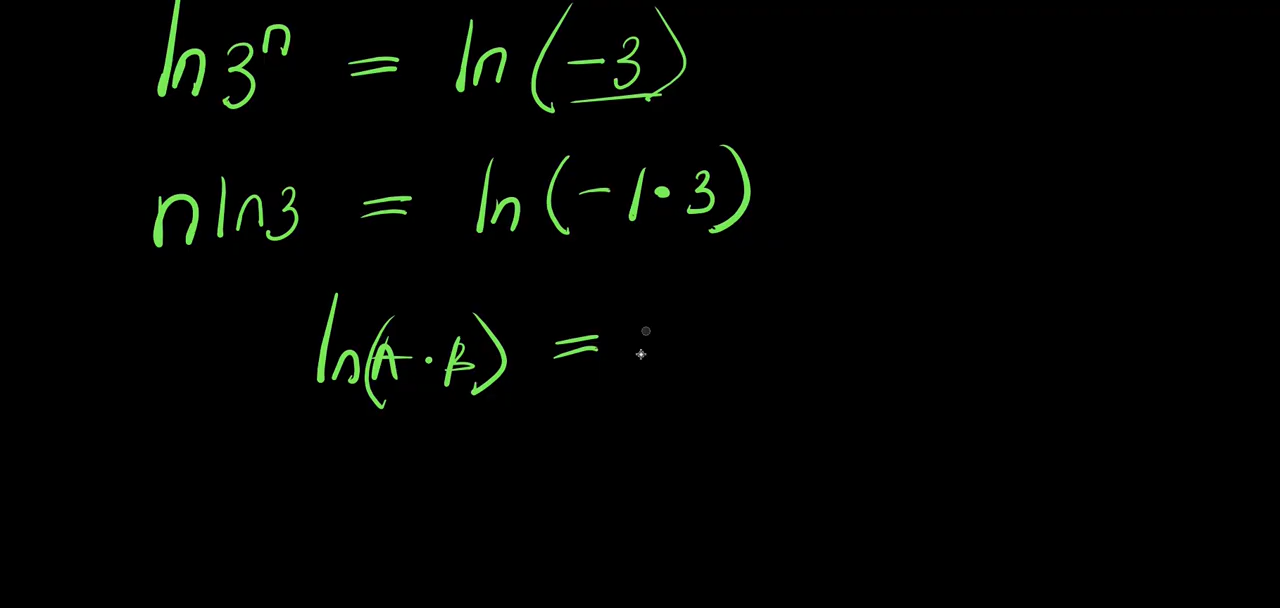 ln 3ⁿ = ln(-3)
n ln 3 = ln(-1·3)
ln(A·B) =